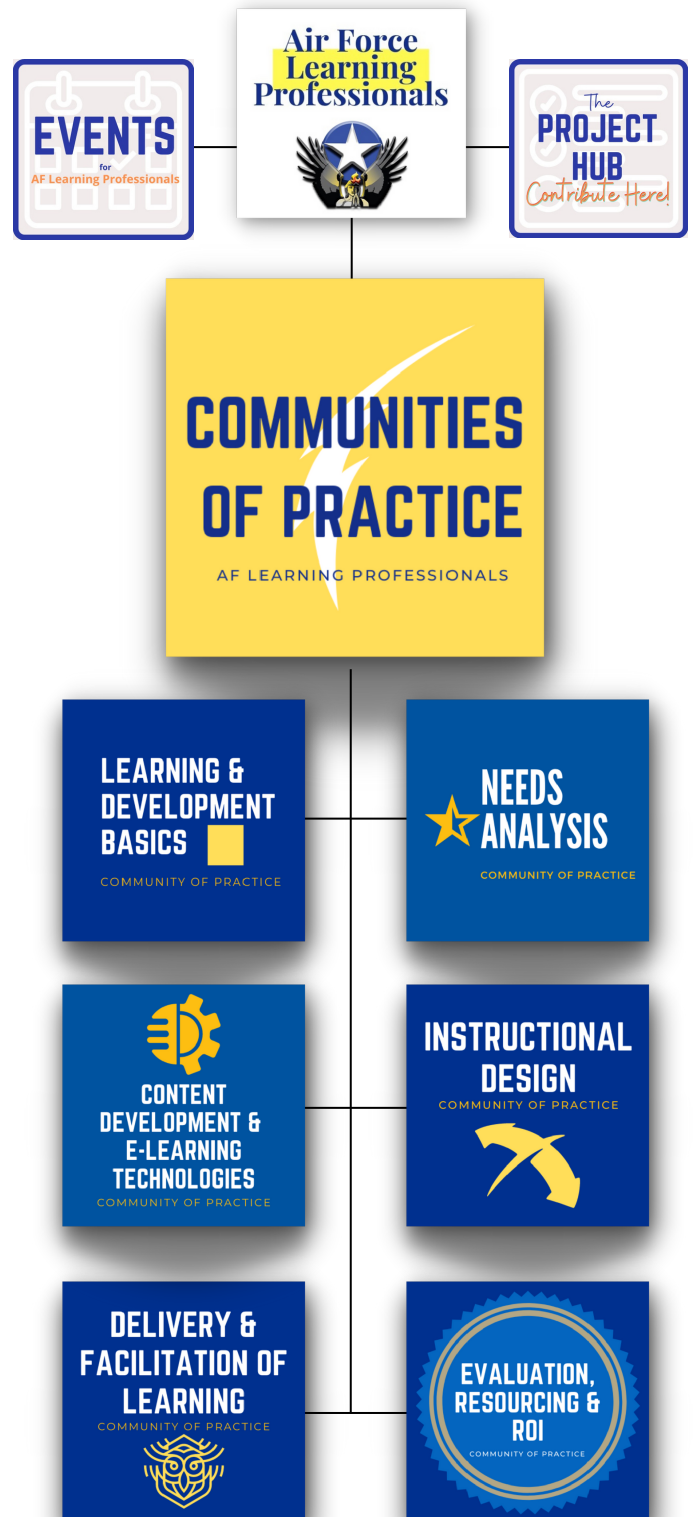 Air Force
Learning
Professionals
EVENTS
for
AF Learning Professionals
The
PROJECT
HUB
Contribute Here!
COMMUNITIES
OF PRACTICE
AF LEARNING PROFESSIONALS
LEARNING &
DEVELOPMENT
BASICS
COMMUNITY OF PRACTICE
NEEDS
ANALYSIS
COMMUNITY OF PRACTICE
CONTENT
DEVELOPMENT &
E-LEARNING
TECHNOLOGIES
COMMUNITY OF PRACTICE
INSTRUCTIONAL
DESIGN
COMMUNITY OF PRACTICE
DELIVERY &
FACILITATION OF
LEARNING
COMMUNITY OF PRACTICE
EVALUATION,
RESOURCING &
ROI
COMMUNITY OF PRACTICE